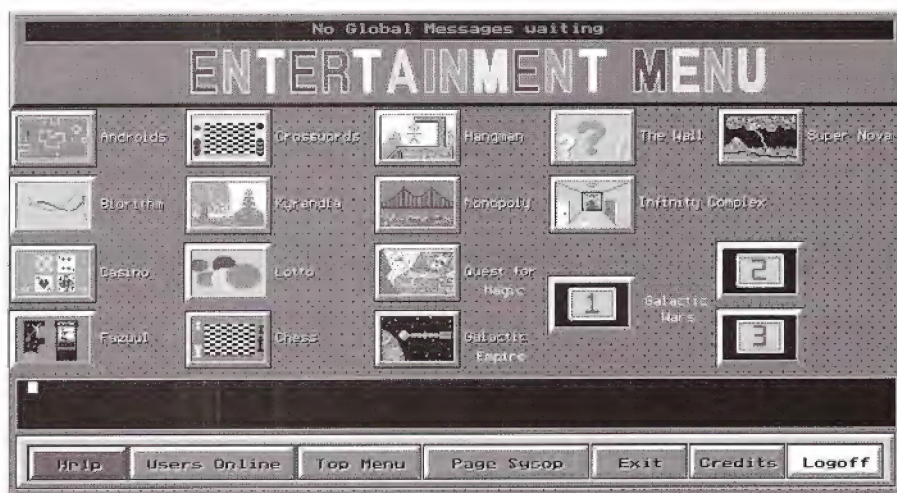 No Global Messages waiting
ENTERTAINMENT MENU
Androids Crosswords Hangman The Wall Super Nova
Biorithm Kyrandia Monopoly Infinity Complex
Casino Lotto Quest for
Magic
1 Galactic
Wars
2
3
Fazuul Chess Galactic
Empire
Help Users Online Top Menu Page Sysop Exit Credits Logoff